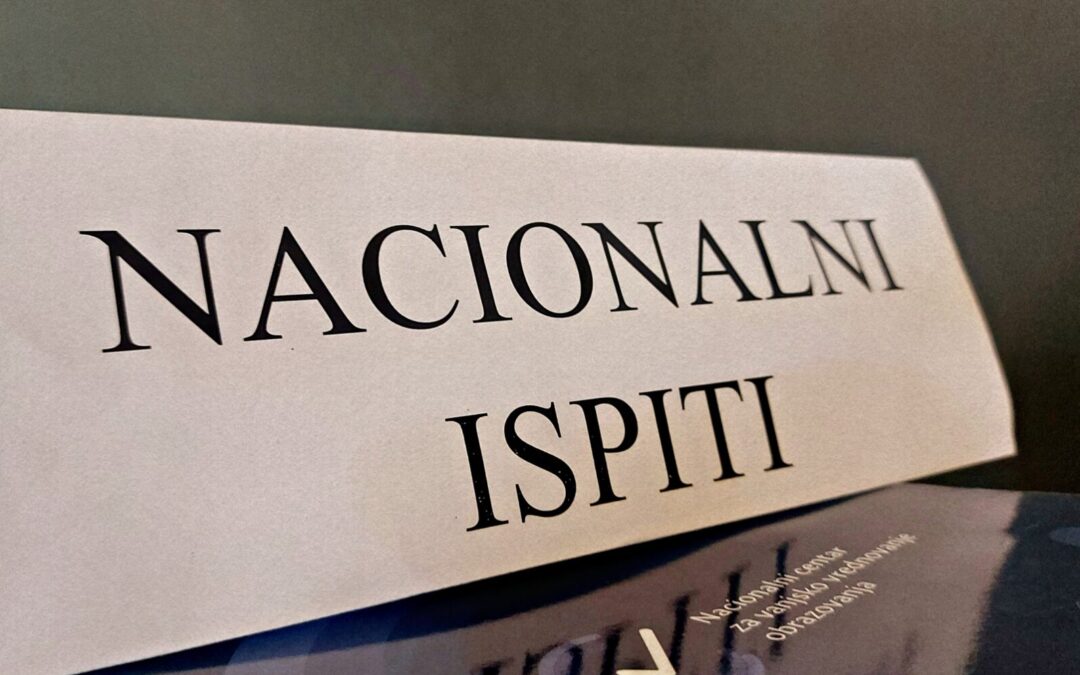 NACIONALNI
ISPITI
Nacionalni centar
za vanjsko vrednovanje
obrazovanja